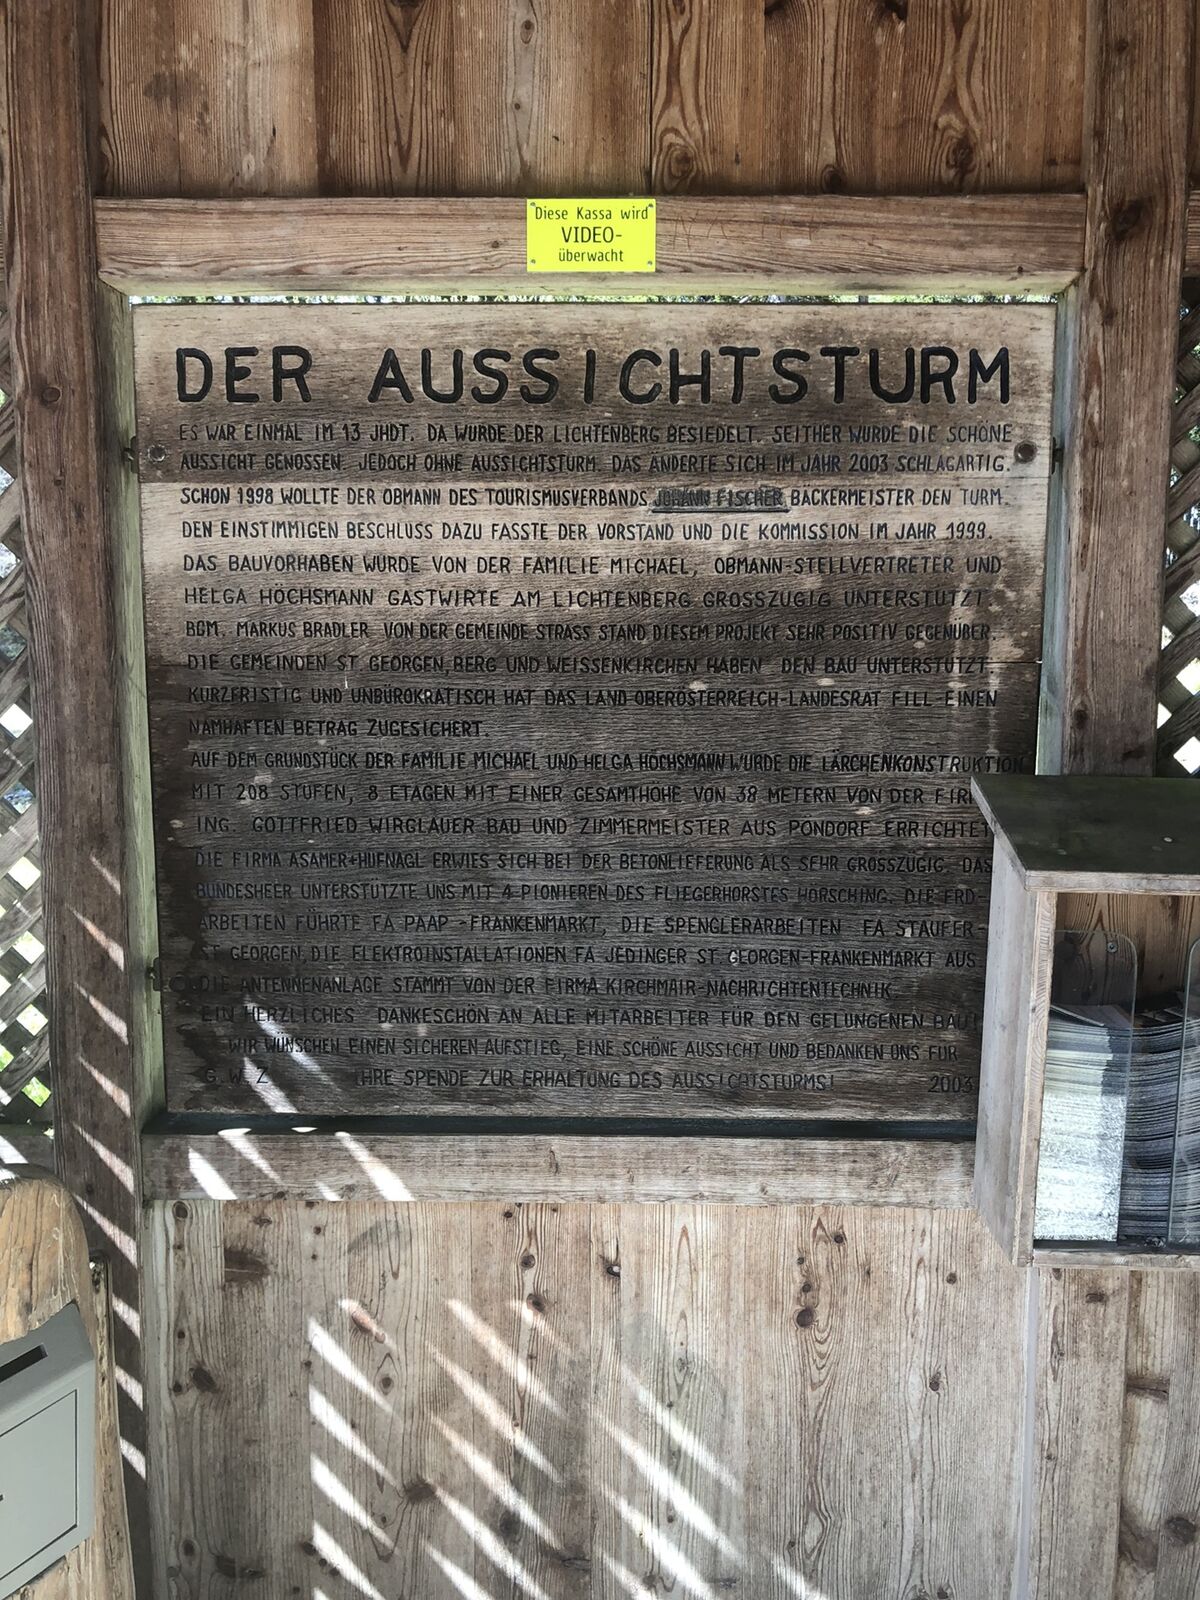 Diese Kassa wird
VIDEO-
überwacht
DER AUSSICHTSTURM
ES WAR EINMAL IM 13 JHDT. DA WURDE DER LICHTENBERG BESIEDELT. SEITHER WURDE DIE SCHÖNE
AUSSICHT GENOSSEN. JEDOCH OHNE AUSSICHTSTURM. DAS ÄNDERTE SICH IM JAHR 2003 SCHLAGARTIG.
SCHON 1998 WOLLTE DER OBMANN DES TOURISMUSVERBANDS JOHANN FISCHER BÄCKERMEISTER DEN TURM.
DEN EINSTIMMIGEN BESCHLUSS DAZU FASSTE DER VORSTAND UND DIE KOMMISSION IM JAHR 1999.
DAS BAUVORHABEN WURDE VON DER FAMILIE MICHAEL, OBMANN-STELLVERTRETER UND
HELGA HÖCHSMANN GASTWIRTE AM LICHTENBERG GROSSZÜGIG UNTERSTÜTZT.
BGM. MARKUS BRADLER VON DER GEMEINDE STRASS STAND DIESEM PROJEKT SEHR POSITIV GEGENÜBER.
DIE GEMEINDEN ST. GEORGEN, BERG UND WEISSENKIRCHEN HABEN DEN BAU UNTERSTÜTZT.
KURZFRISTIG UND UNBÜROKRATISCH HAT DAS LAND OBERÖSTERREICH-LANDESRAT FILL EINEN
NAMHAFTEN BETRAG ZUGESICHERT.
AUF DEM GRUNDSTÜCK DER FAMILIE MICHAEL UND HELGA HÖCHSMANN WURDE DIE LÄRCHENKONSTRUKTION
MIT 208 STUFEN, 8 ETAGEN MIT EINER GESAMTHÖHE VON 38 METERN VON DER FIR
ING. GOTTFRIED WIRGLAUER BAU UND ZIMMERMEISTER AUS PÖNDORF ERRICHTET
DIE FIRMA ASAMER+HUFNAGL ERWIES SICH BEI DER BETONLIEFERUNG ALS SEHR GROSSZÜGIG. DAS
BUNDESHEER UNTERSTÜTZTE UNS MIT 4 PIONIEREN DES FLIEGERHORSTES HÖRSCHING. DIE ERD-
ARBEITEN FÜHRTE FA PAAP-FRANKENMARKT, DIE SPENGLERARBEITEN FA STAUFER-
ST. GEORGEN, DIE ELEKTROINSTALLATIONEN FA JEDINGER ST. GEORGEN-FRANKENMARKT AUS.
DIE ANTENNENANLAGE STAMMT VON DER FIRMA KIRCHMAIR-NACHRICHTENTECHNIK.
EIN HERZLICHES DANKESCHÖN AN ALLE MITARBEITER FÜR DEN GELUNGENEN BAU!
WIR WÜNSCHEN EINEN SICHEREN AUFSTIEG, EINE SCHÖNE AUSSICHT UND BEDANKEN UNS FÜR
G.W.Z IHRE SPENDE ZUR ERHALTUNG DES AUSSICHTSTURMS! 2003